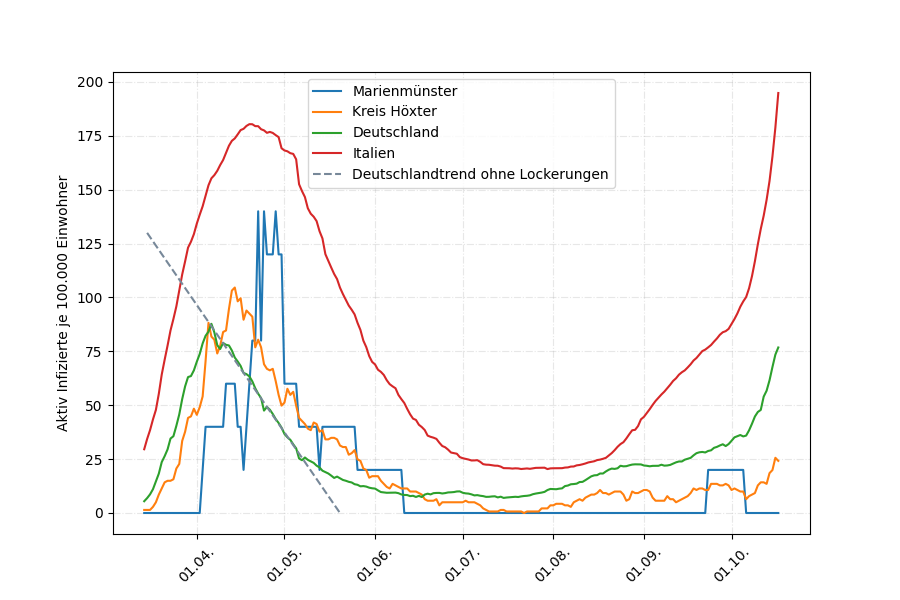 Aktiv Infizierte je 100.000 Einwohner
200
175
150
125
100
75
50
25
0
Marienmünster
Kreis Höxter
Deutschland
Italien
Deutschlandtrend ohne Lockerungen
01.04.
01.05.
01.06.
01.07.
01.08.
01.09.
01.10.